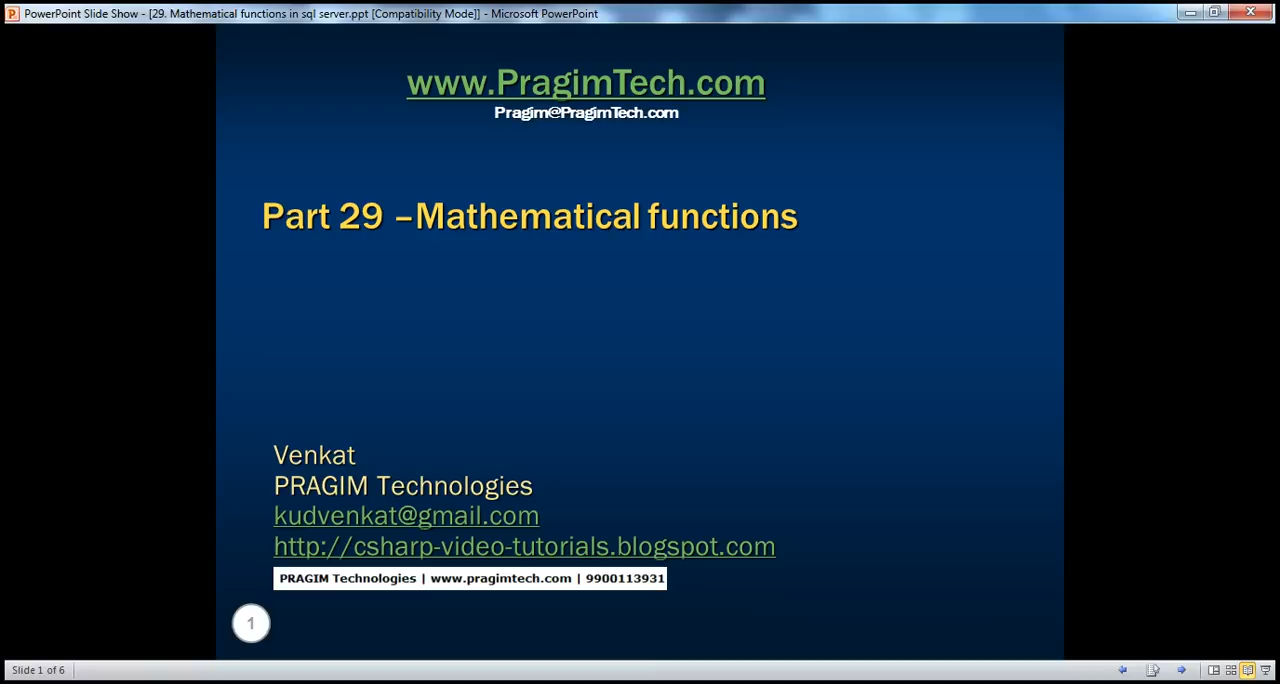 PowerPoint Slide Show - [29. Mathematical functions in sql server.ppt [Compatibility Mode]] - Microsoft PowerPoint
www.PragimTech.com
Pragim@PragimTech.com
Part 29 –Mathematical functions
Venkat
PRAGIM Technologies
kudvenkat@gmail.com
http://csharp-video-tutorials.blogspot.com
PRAGIM Technologies | www.pragimtech.com | 9900113931
1
Slide 1 of 6